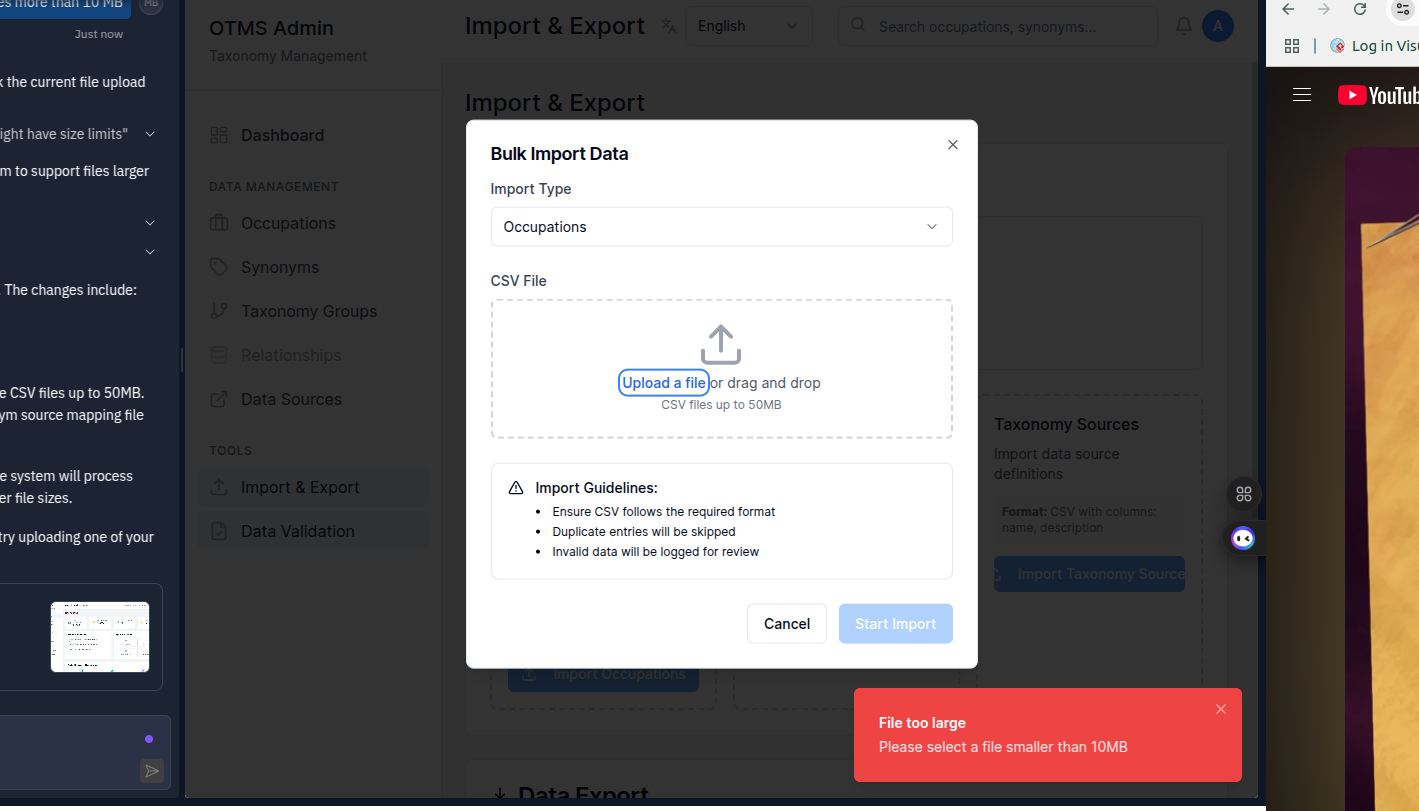 es more than 10 MB
MB
Just now
k the current file upload
ight have size limits"
m to support files larger
. The changes include:
e CSV files up to 50MB.
ym source mapping file
e system will process
er file sizes.
try uploading one of your
OTMS Admin
Taxonomy Management
Dashboard
DATA MANAGEMENT
Occupations
Synonyms
Taxonomy Groups
Relationships
Data Sources
TOOLS
Import & Export
Data Validation
Import & Export
English
Search occupations, synonyms...
A
Import & Export
Bulk Import Data
Import Type
Occupations
CSV File
Upload a file or drag and drop
CSV files up to 50MB
Import Guidelines:
Ensure CSV follows the required format
Duplicate entries will be skipped
Invalid data will be logged for review
Cancel
Start Import
Import Occupations
Taxonomy Sources
Import data source
definitions
Format: CSV with columns:
name, description
Import Taxonomy Source
Data Export
File too large
Please select a file smaller than 10MB
Log in Visu
YouTub